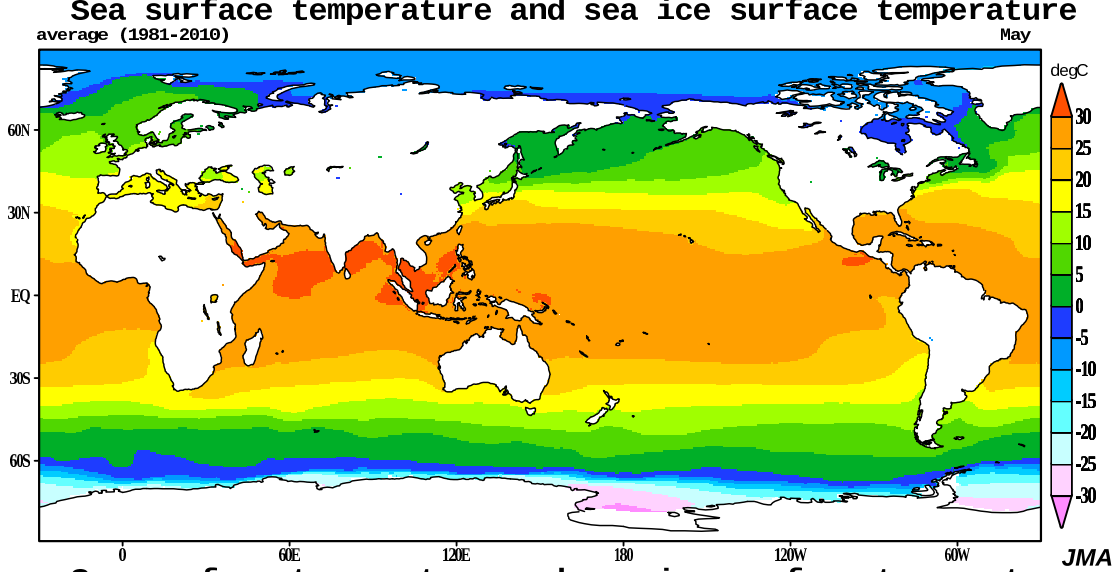 Sea surface temperature and sea ice surface temperature
average (1981-2010) May
degC
30
25
20
15
10
5
0
-5
-10
-15
-20
-25
-30
60N
30N
EQ
30S
60S
0 60E 120E 180 120W 60W
JMA